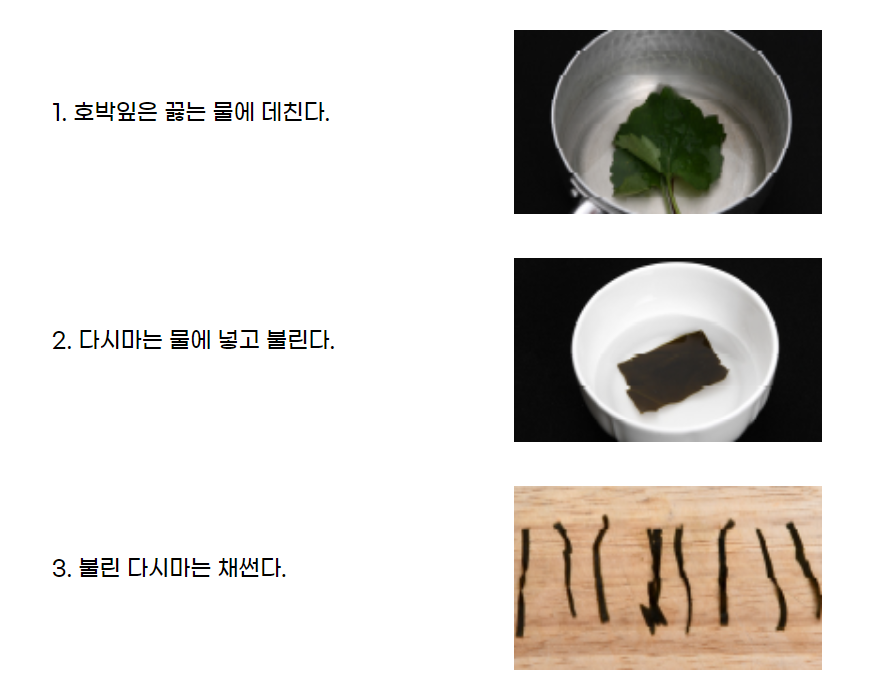 1. 호박잎은 끓는 물에 데친다.
2. 다시마는 물에 넣고 불린다.
3. 불린 다시마는 채썬다.